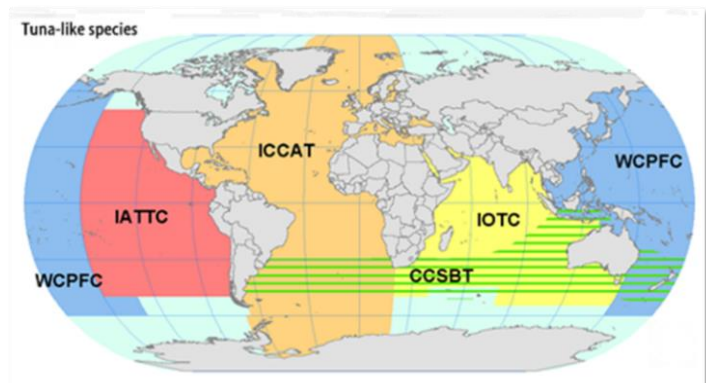 Tuna-like species
ICCAT
WCPFC
IATTC
IOTC
WCPFC
CCSBT